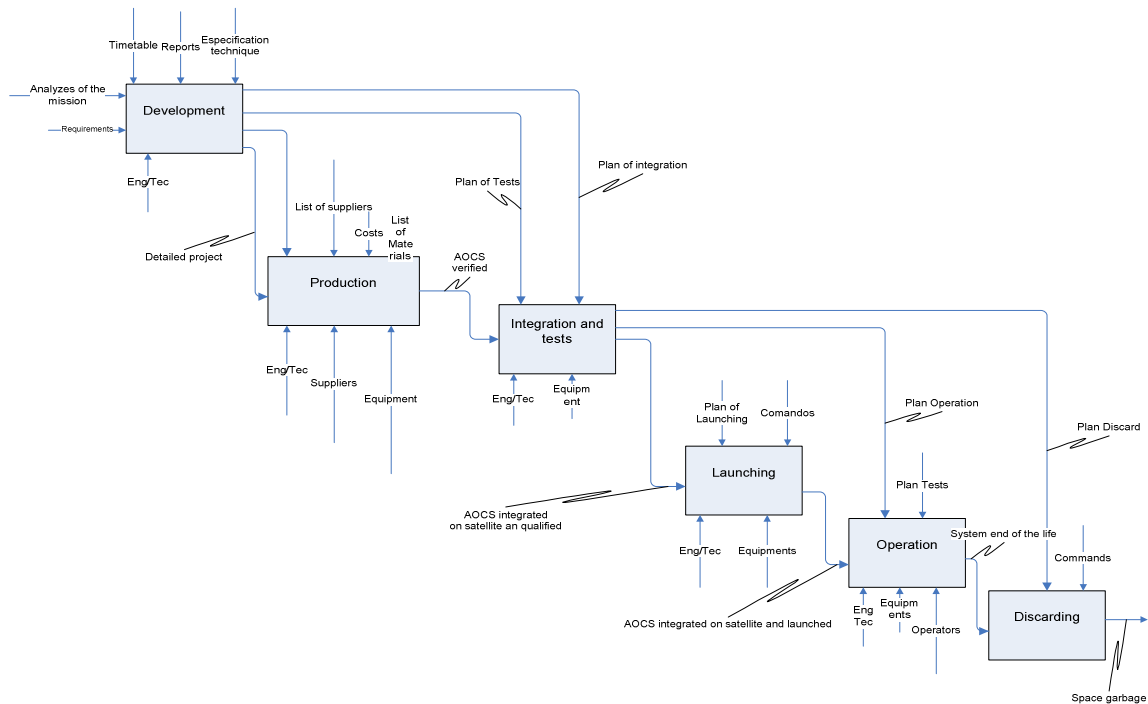 Timetable
Reports
Especification
technique
Analyzes of the
mission
Requirements
Development
Eng/Tec
Plan of Tests
Plan of integration
Detailed project
List of suppliers
Costs
List
of
Mate
rials
Production
AOCS
verified
Eng/Tec
Suppliers
Equipment
Integration and
tests
Eng/Tec
Equipm
ent
Plan of
Launching
Comandos
Plan Operation
Plan Discard
Launching
AOCS integrated
on satellite an qualified
Eng/Tec
Equipments
Plan Tests
Operation
System end of the life
Commands
AOCS integrated on satellite and launched
Eng
Tec
Equipm
ents
Operators
Discarding
Space garbage